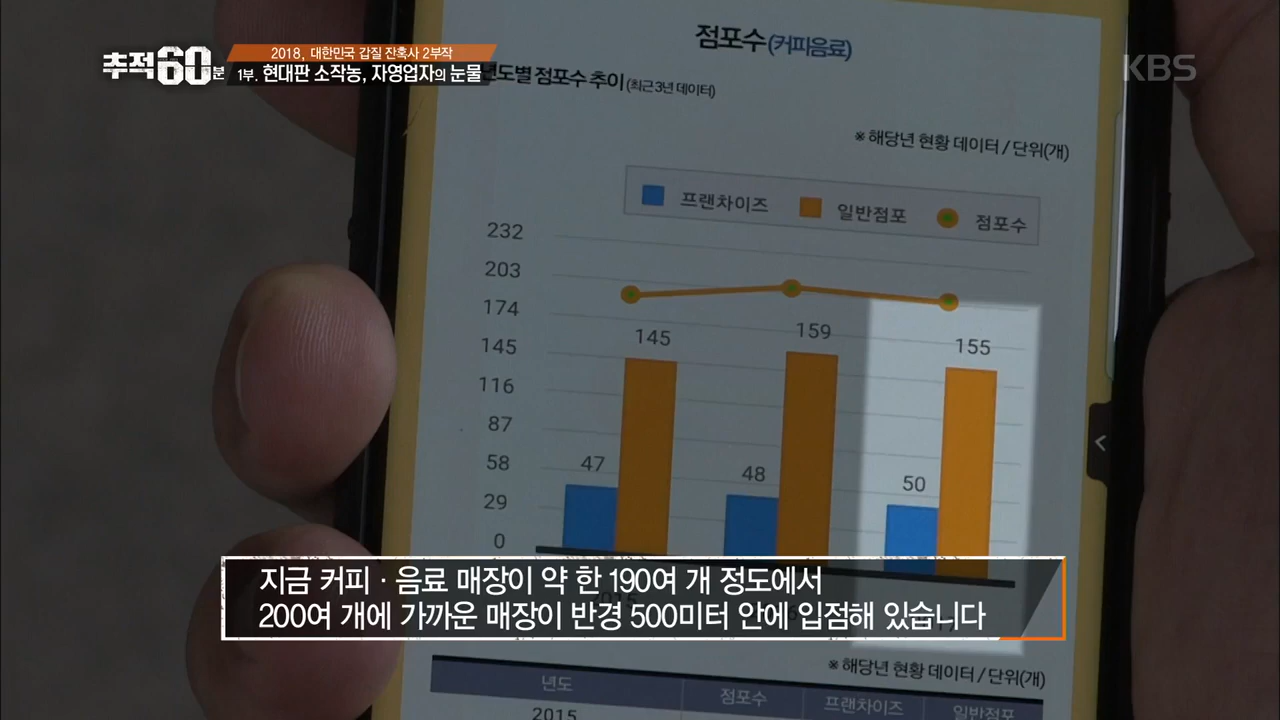 추적60분
2018, 대한민국 갑질 잔혹사 2부작
1부. 현대판 소작농, 자영업자의 눈물
KBS
점포수(커피음료)
년도별 점포수 추이 (최근 3년 데이터)
※ 해당년 현황 데이터 / 단위(개)
프랜차이즈 일반점포 점포수
232
203
174
145
116
87
58
29
0
145
159
155
47
48
50
지금 커피 · 음료 매장이 약 한 190여 개 정도에서
200여 개에 가까운 매장이 반경 500미터 안에 입점해 있습니다
※ 해당년 현황 데이터 / 단위(개)
년도 점포수 프랜차이즈 일반점포
2015